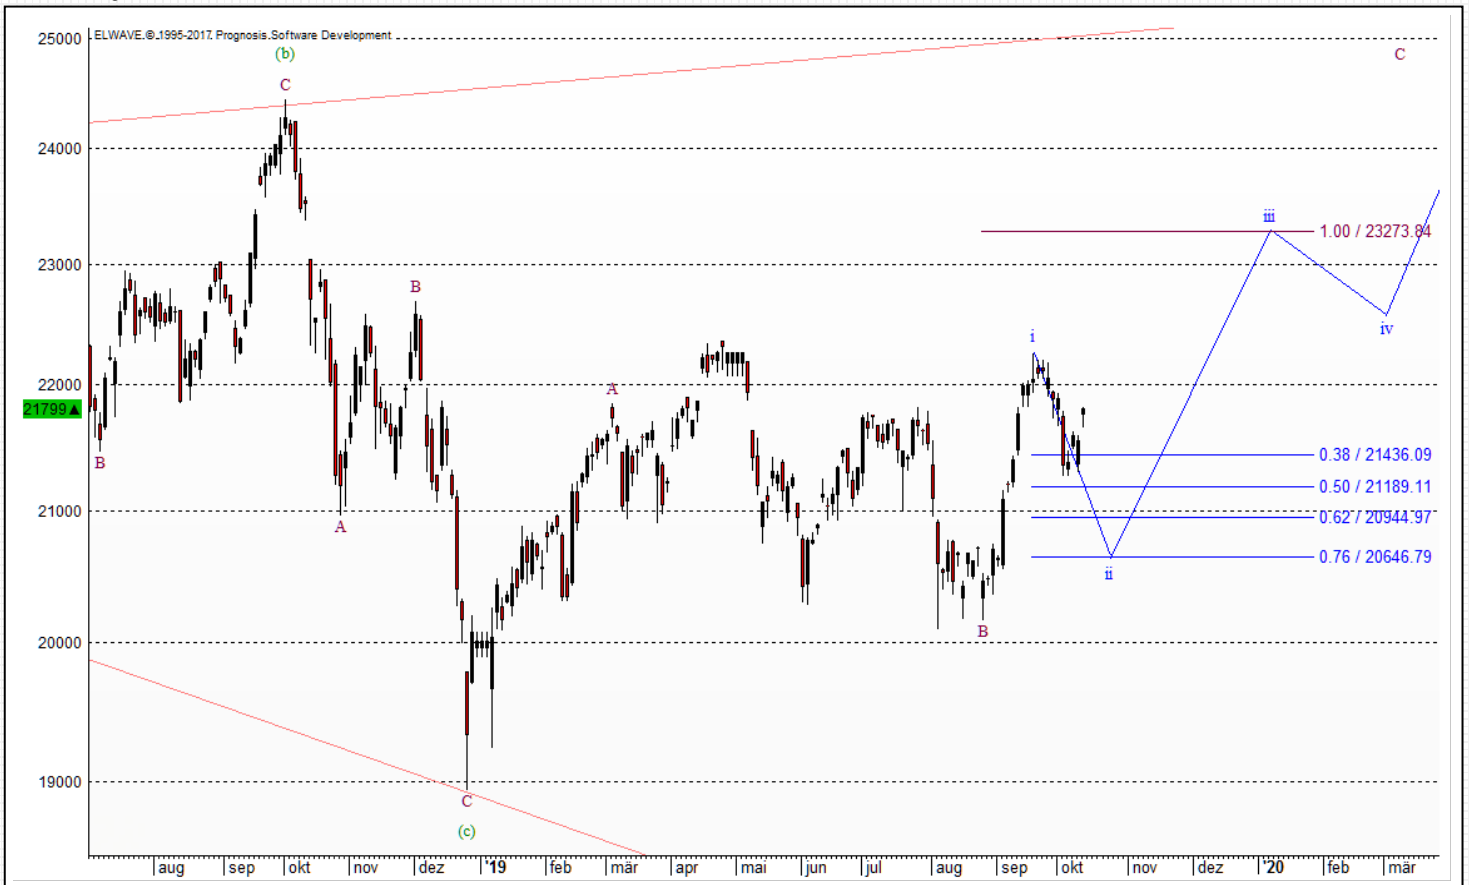 ELWAVE © 1995-2017 Prognosis Software Development
25000
(b)
C
C
24000
iii
1.00 / 23273.84
23000
B
iv
i
22000
A
21799▲
B
0.38 / 21436.09
0.50 / 21189.11
21000
0.62 / 20944.97
A
0.76 / 20646.79
ii
B
20000
19000
C
(c)
aug sep okt nov dez '19 feb mär apr mai jun jul aug sep okt nov dez '20 feb mär